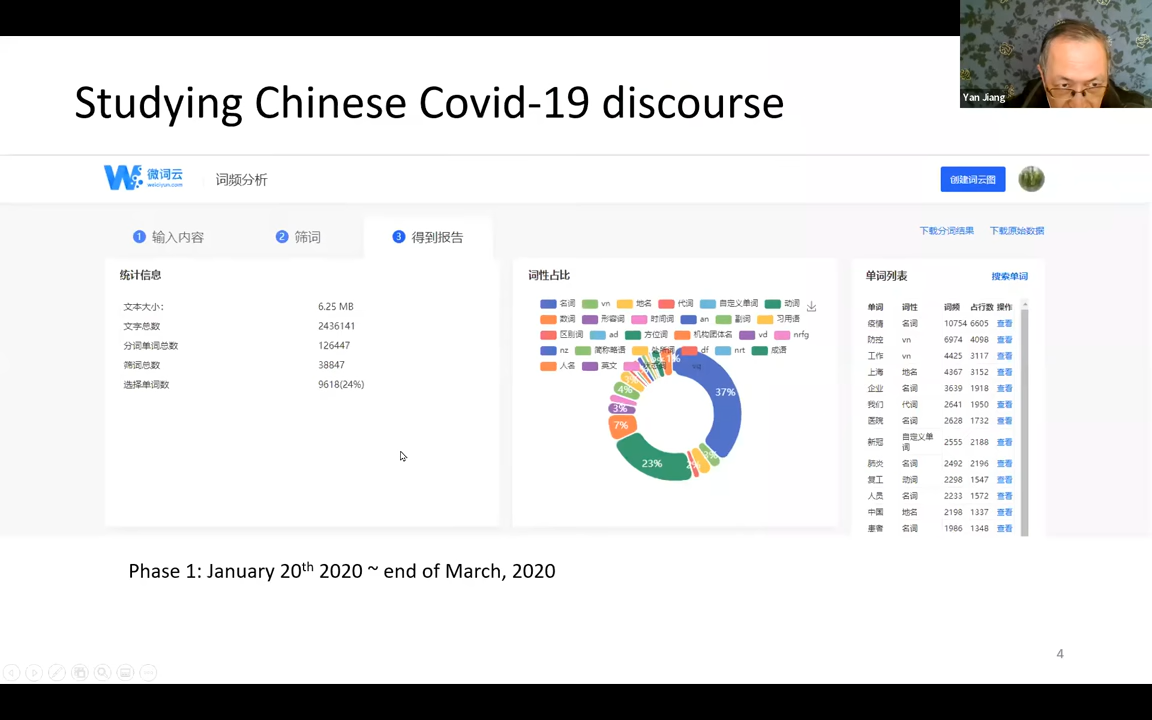 Studying Chinese Covid-19 discourse
Yan Jiang
微词云
weiciyun.com
词频分析
创建词云图
1 输入内容
2 筛词
3 得到报告
下载分词结果
下载原始数据
统计信息
文本大小: 6.25 MB
文字总数 2436141
分词单词总数 126447
筛词总数 38847
选择单词数 9618(24%)
词性占比
名词 vn 地名 代词 自定义单词 动词
数词 形容词 时间词 an 副词 习用语
区别词 ad 方位词 机构团体名 vd nrfg
nz 简称略语 处所词 df nrt 成语
人名 英文
37%
23%
7%
3%
4%
单词列表 搜索单词
单词 词性 词频 占行数 操作
疫情 名词 10754 6605 查看
防控 vn 6974 4098 查看
工作 vn 4425 3117 查看
上海 地名 4367 3152 查看
企业 名词 3639 1918 查看
我们 代词 2641 1950 查看
医院 名词 2628 1732 查看
新冠 自定义单词 2555 2188 查看
肺炎 名词 2492 2196 查看
复工 动词 2298 1547 查看
人员 名词 2233 1572 查看
中国 地名 2198 1337 查看
患者 名词 1986 1348 查看
Phase 1: January 20th 2020 ~ end of March, 2020
4